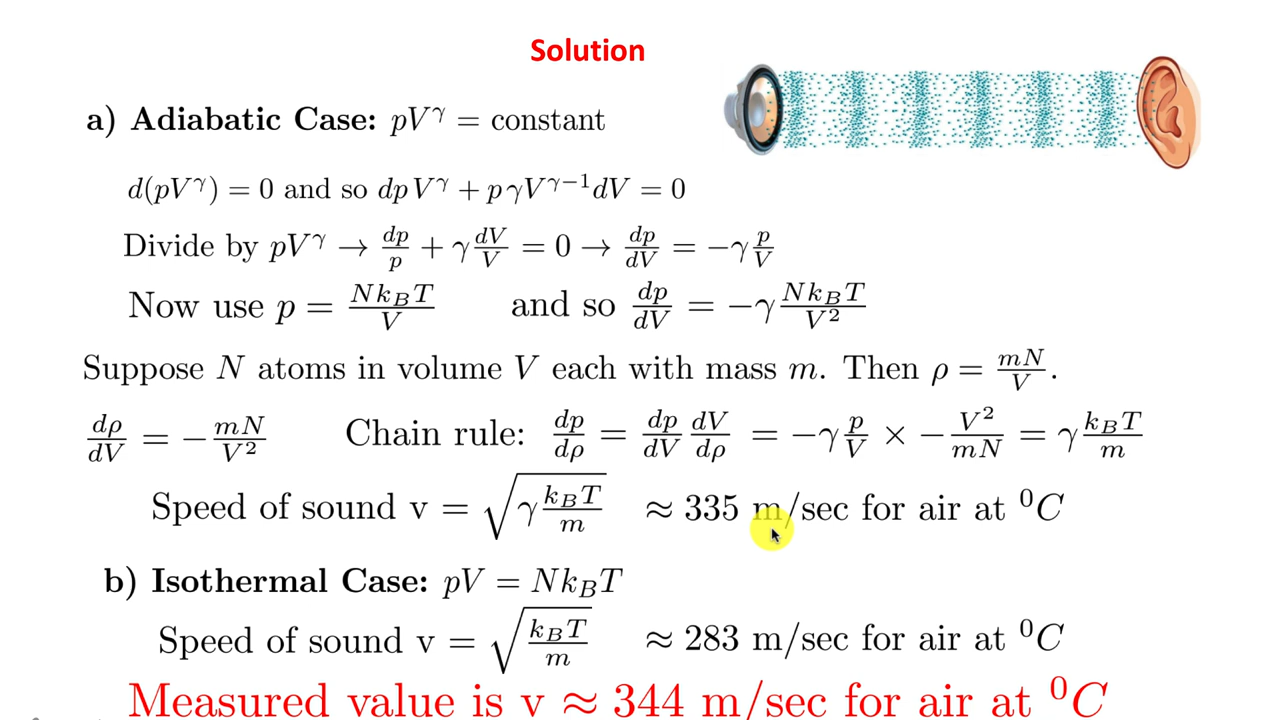 Solution
a) Adiabatic Case: pV^γ = constant
d(pV^γ) = 0 and so dp V^γ + p γV^{γ−1}dV = 0
Divide by pV^γ → dp/p + γ dV/V = 0 → dp/dV = −γ p/V
Now use p = Nk_BT/V and so dp/dV = −γ Nk_BT/V²
Suppose N atoms in volume V each with mass m. Then ρ = mN/V.
dρ/dV = − mN/V² Chain rule: dp/dρ = dp/dV dV/dρ = −γ p/V × − V²/mN = γ k_BT/m
Speed of sound v = √(γ k_BT/m) ≈ 335 m/sec for air at ⁰C
b) Isothermal Case: pV = Nk_BT
Speed of sound v = √(k_BT/m) ≈ 283 m/sec for air at ⁰C
Measured value is v ≈ 344 m/sec for air at ⁰C